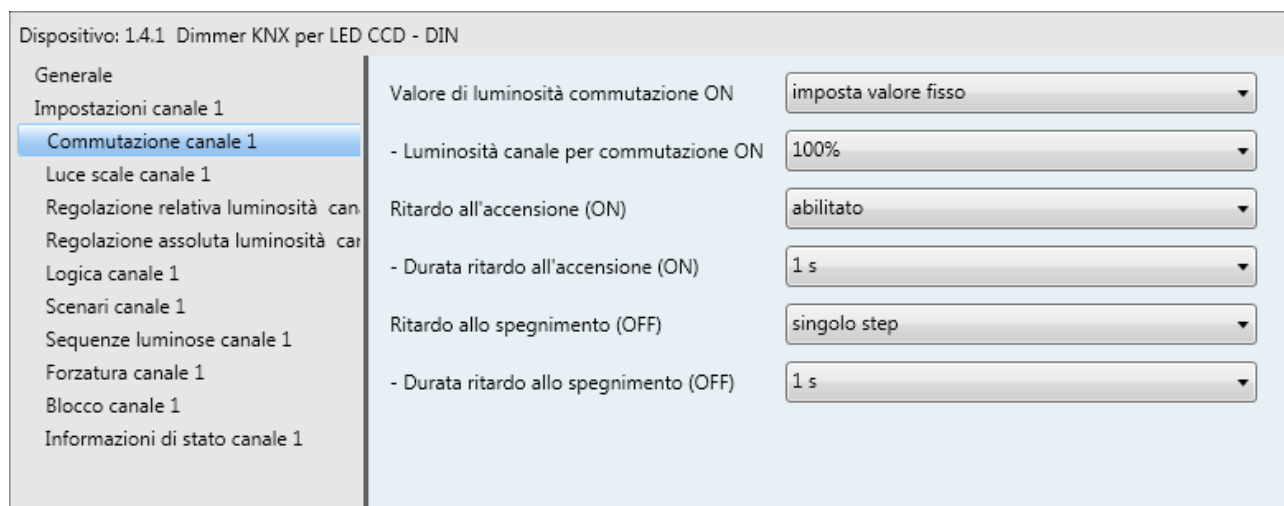 Dispositivo: 1.4.1 Dimmer KNX per LED CCD - DIN
Generale
Impostazioni canale 1
Commutazione canale 1
Luce scale canale 1
Regolazione relativa luminosità
Regolazione assoluta luminosità
Logica canale 1
Scenari canale 1
Sequenze luminose canale 1
Forzatura canale 1
Blocco canale 1
Informazioni di stato canale 1
Valore di luminosità commutazione ON imposta valore fisso
- Luminosità canale per commutazione ON 100%
Ritardo all'accensione (ON) abilitato
- Durata ritardo all'accensione (ON) 1 s
Ritardo allo spegnimento (OFF) singolo step
- Durata ritardo allo spegnimento (OFF) 1 s